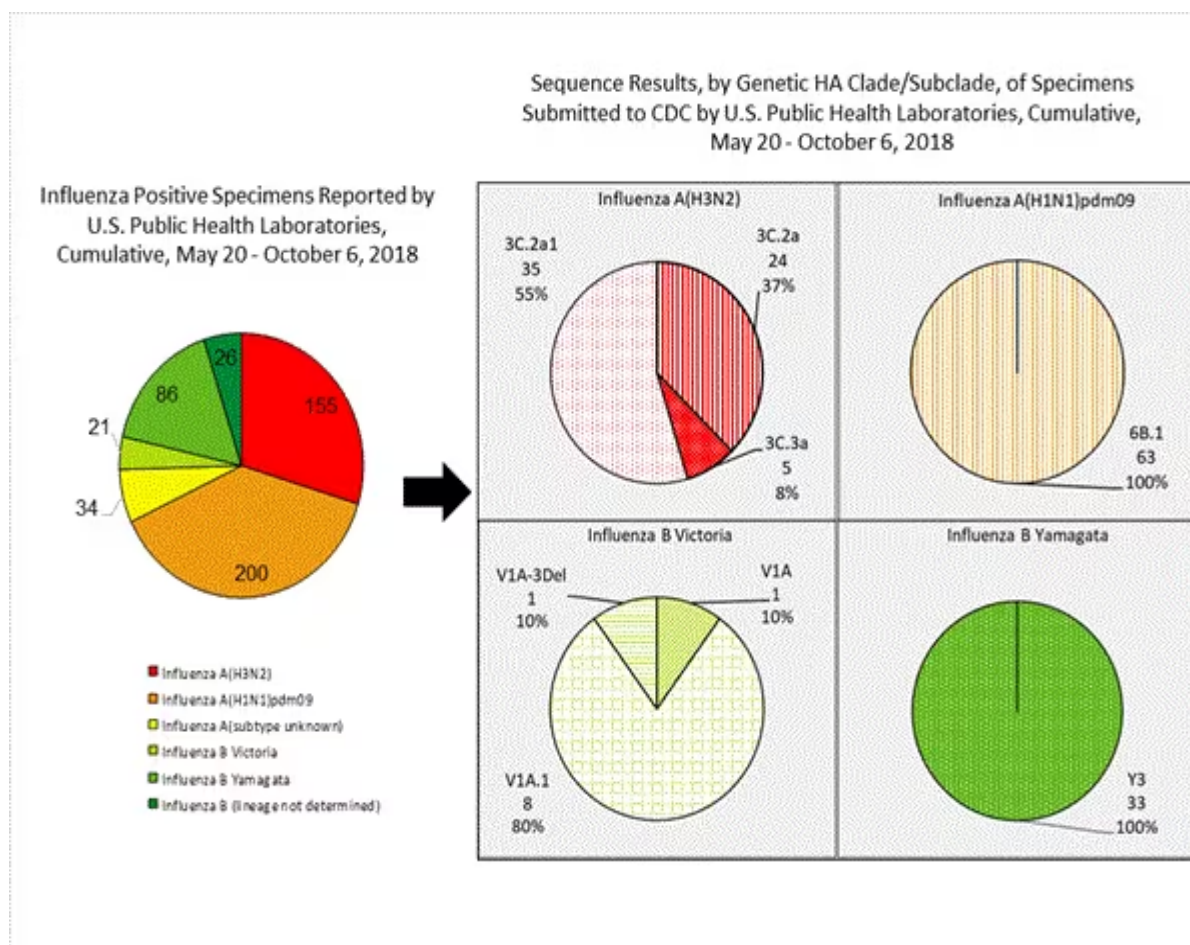 Sequence Results, by Genetic HA Clade/Subclade, of Specimens
Submitted to CDC by U.S. Public Health Laboratories, Cumulative,
May 20 - October 6, 2018
Influenza Positive Specimens Reported by
U.S. Public Health Laboratories,
Cumulative, May 20 - October 6, 2018
26
86
155
21
34
200
Influenza A(H3N2)
Influenza A(H1N1)pdm09
Influenza A(subtype unknown)
Influenza B Victoria
Influenza B Yamagata
Influenza B (lineage not determined)
Influenza A(H3N2)
3C.2a1
35
55%
3C.2a
24
37%
3C.3a
5
8%
Influenza A(H1N1)pdm09
6B.1
63
100%
Influenza B Victoria
V1A-3Del
1
10%
V1A
1
10%
V1A.1
8
80%
Influenza B Yamagata
Y3
33
100%